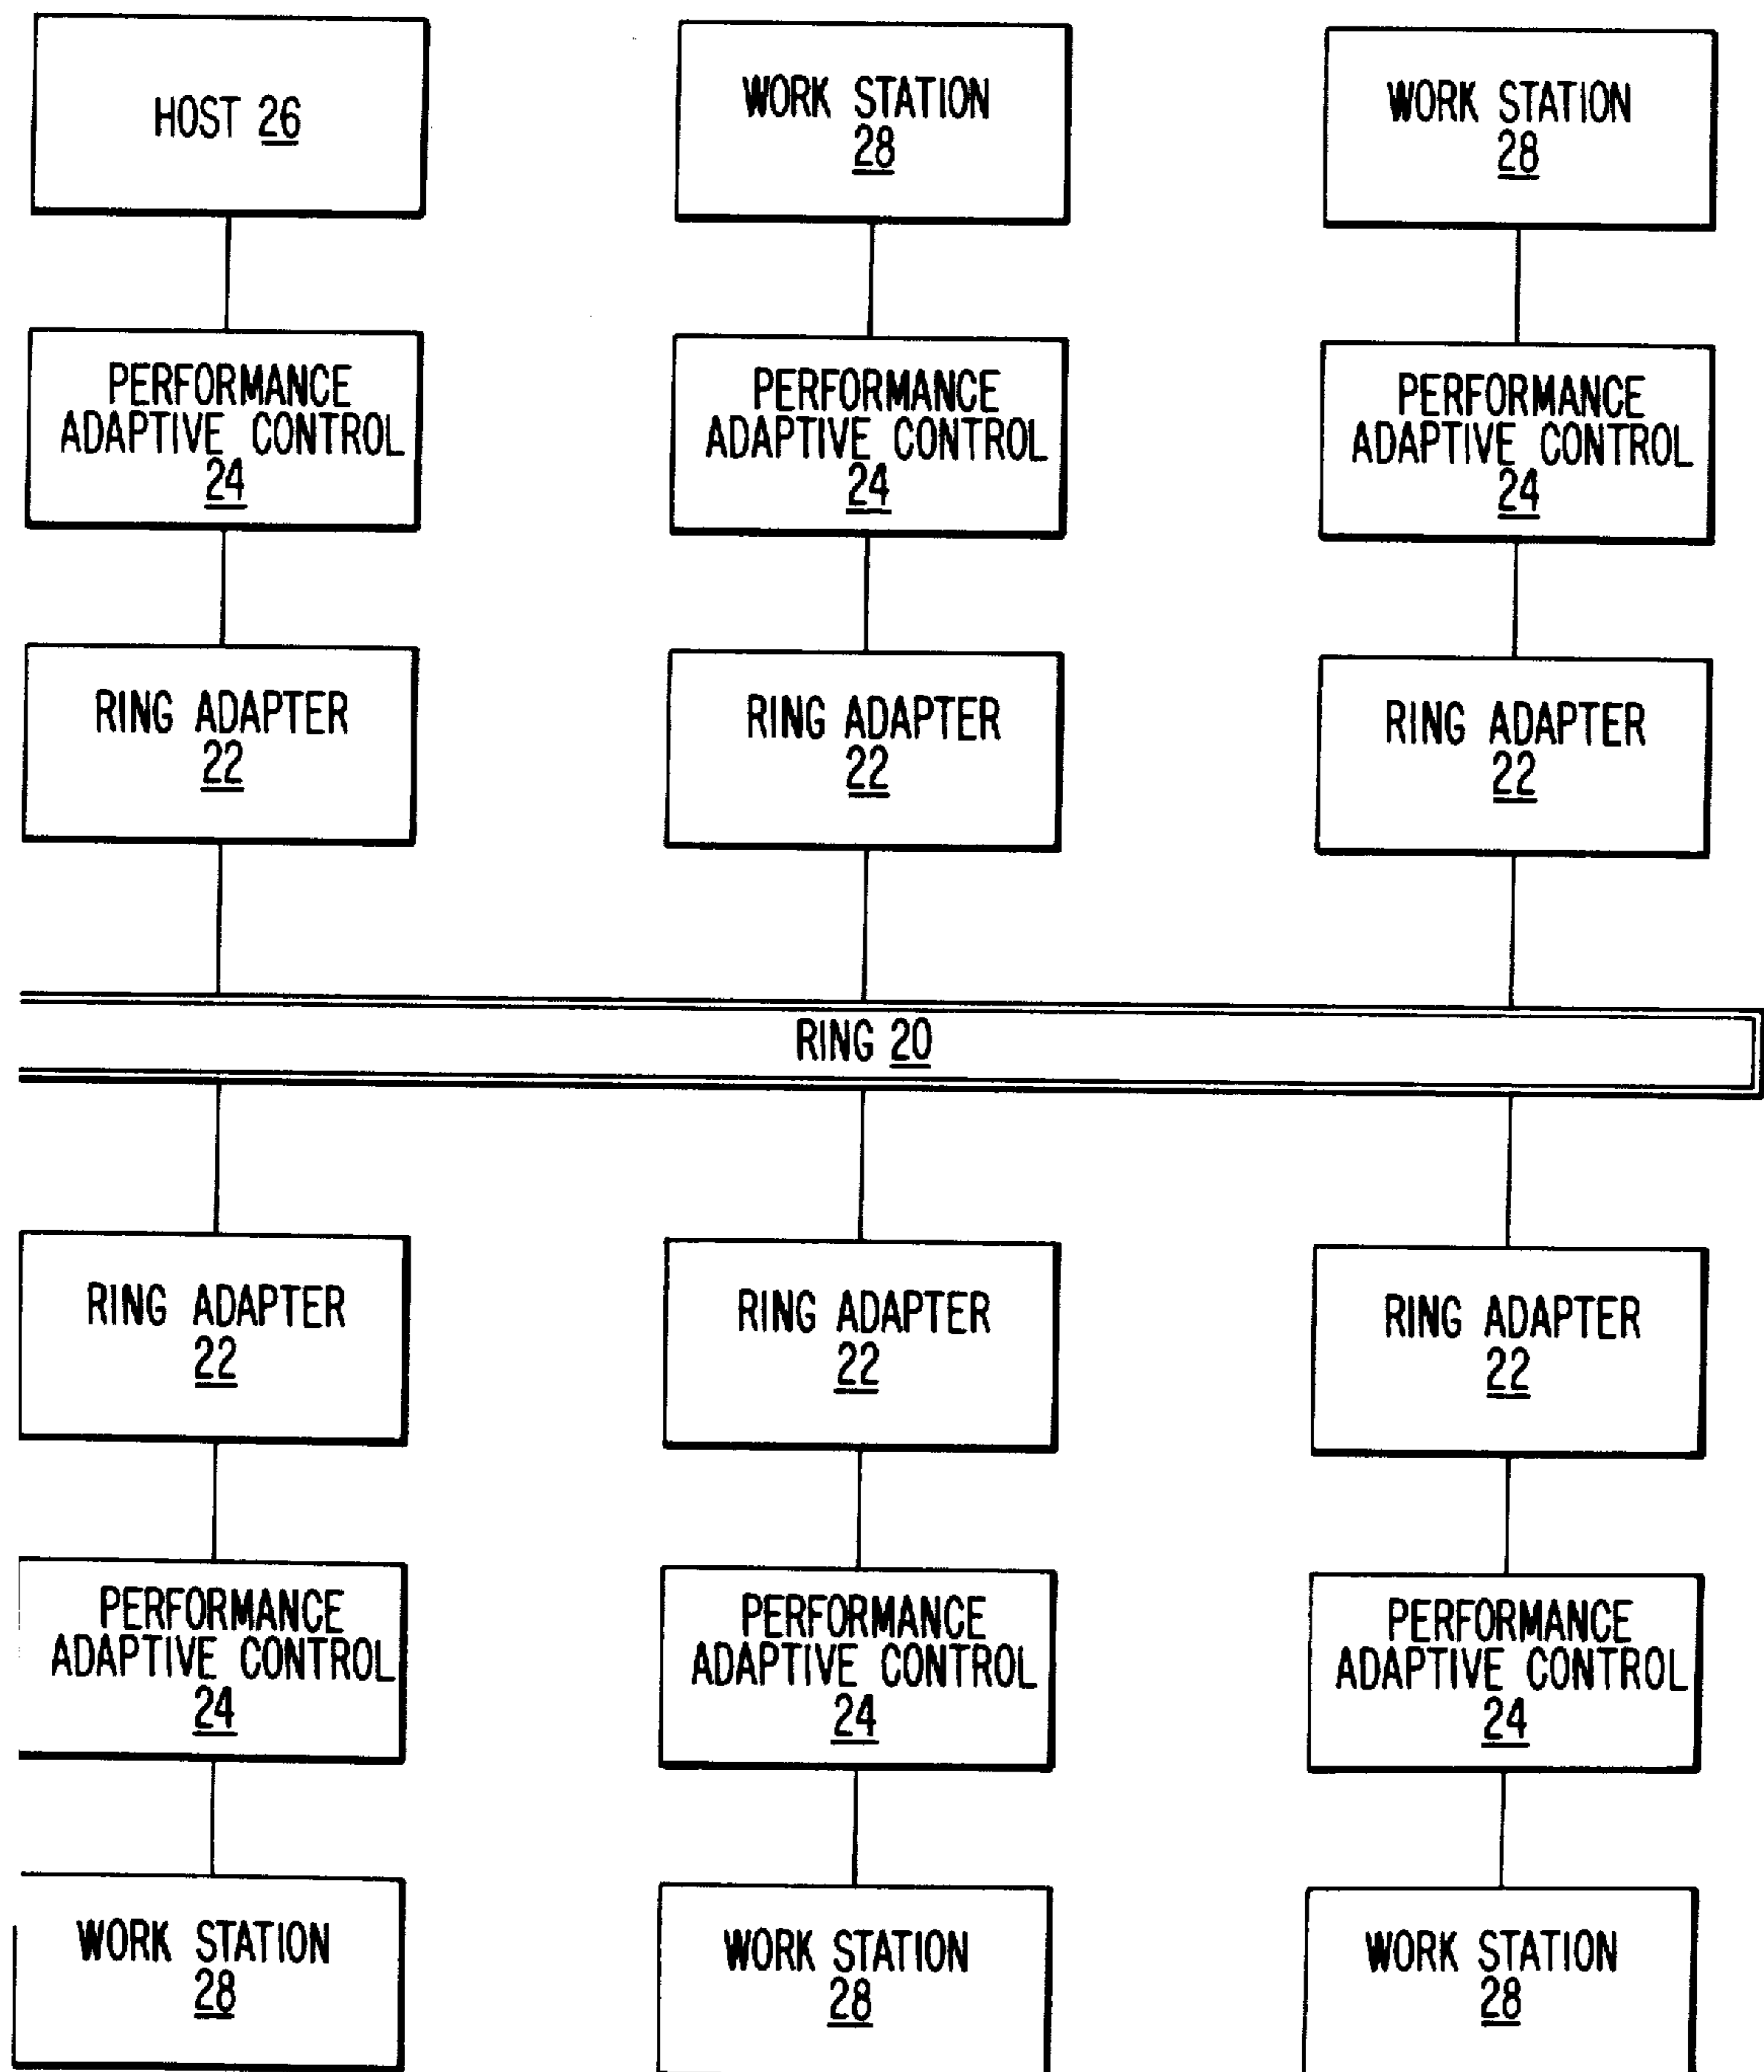 HOST 26
WORK STATION
28
WORK STATION
28
PERFORMANCE
ADAPTIVE CONTROL
24
PERFORMANCE
ADAPTIVE CONTROL
24
PERFORMANCE
ADAPTIVE CONTROL
24
RING ADAPTER
22
RING ADAPTER
22
RING ADAPTER
22
RING 20
RING ADAPTER
22
RING ADAPTER
22
RING ADAPTER
22
PERFORMANCE
ADAPTIVE CONTROL
24
PERFORMANCE
ADAPTIVE CONTROL
24
PERFORMANCE
ADAPTIVE CONTROL
24
WORK STATION
28
WORK STATION
28
WORK STATION
28